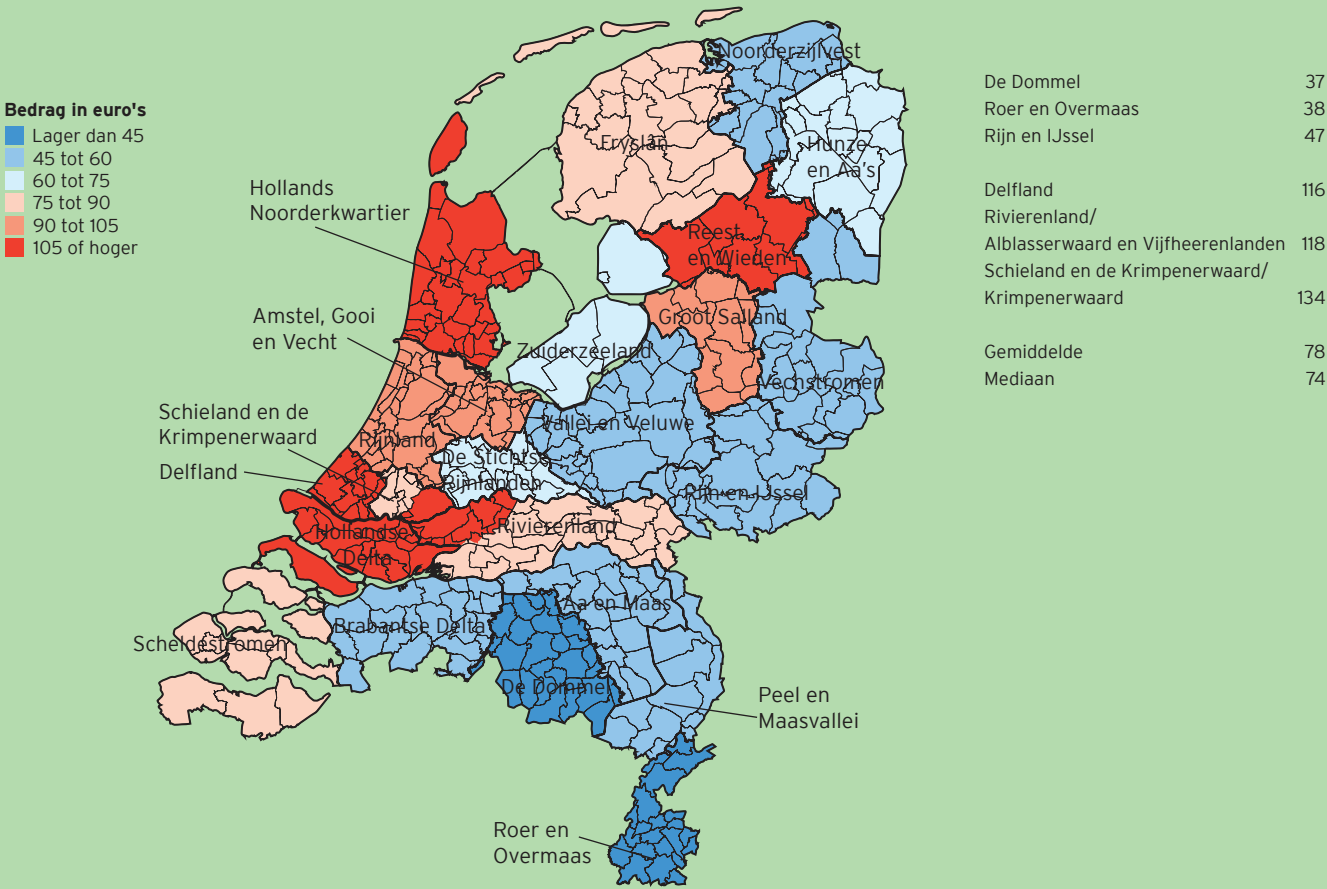 Bedrag in euro's
Lager dan 45
45 tot 60
60 tot 75
75 tot 90
90 tot 105
105 of hoger
Noorderzijlvest
Fryslân
Hunze
en Aa's
Hollands
Noorderkwartier
Reest
en Wieden
Amstel, Gooi
en Vecht
Groot Salland
Zuiderzeeland
Vechtstromen
Schieland en de
Krimpenerwaard
Vallei en Veluwe
Rijnland
De Stichtse
Rijnlanden
Delfland
Rijn en IJssel
Rivierenland
Hollandse
Delta
Aa en Maas
Brabantse Delta
Scheldestromen
De Dommel
Peel en
Maasvallei
Roer en
Overmaas
De Dommel 37
Roer en Overmaas 38
Rijn en IJssel 47
Delfland 116
Rivierenland/
Alblasserwaard en Vijfheerenlanden 118
Schieland en de Krimpenerwaard/
Krimpenerwaard 134
Gemiddelde 78
Mediaan 74